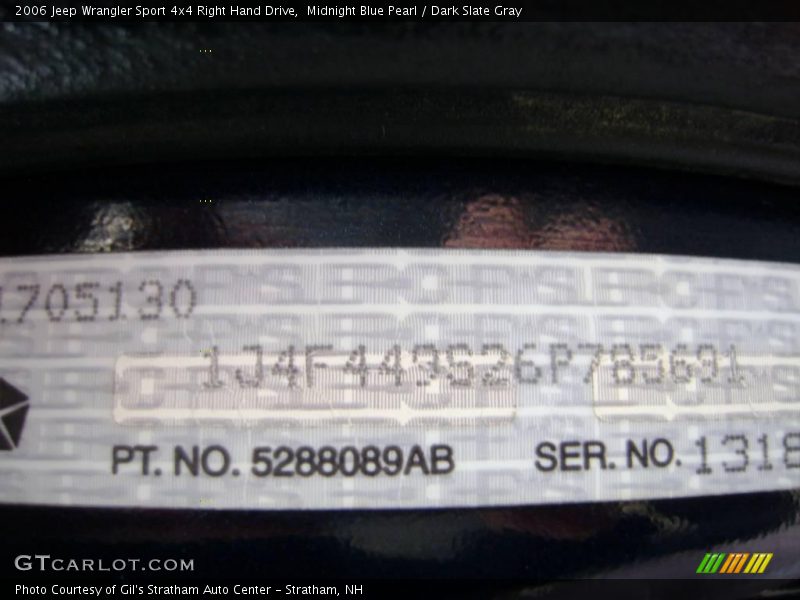 2006 Jeep Wrangler Sport 4x4 Right Hand Drive,  Midnight Blue Pearl / Dark Slate Gray
1705130
1J4F449S26P785691
PT. NO. 5288089AB SER. NO. 1318
GTCARLOT.COM
Photo Courtesy of Gil's Stratham Auto Center - Stratham, NH